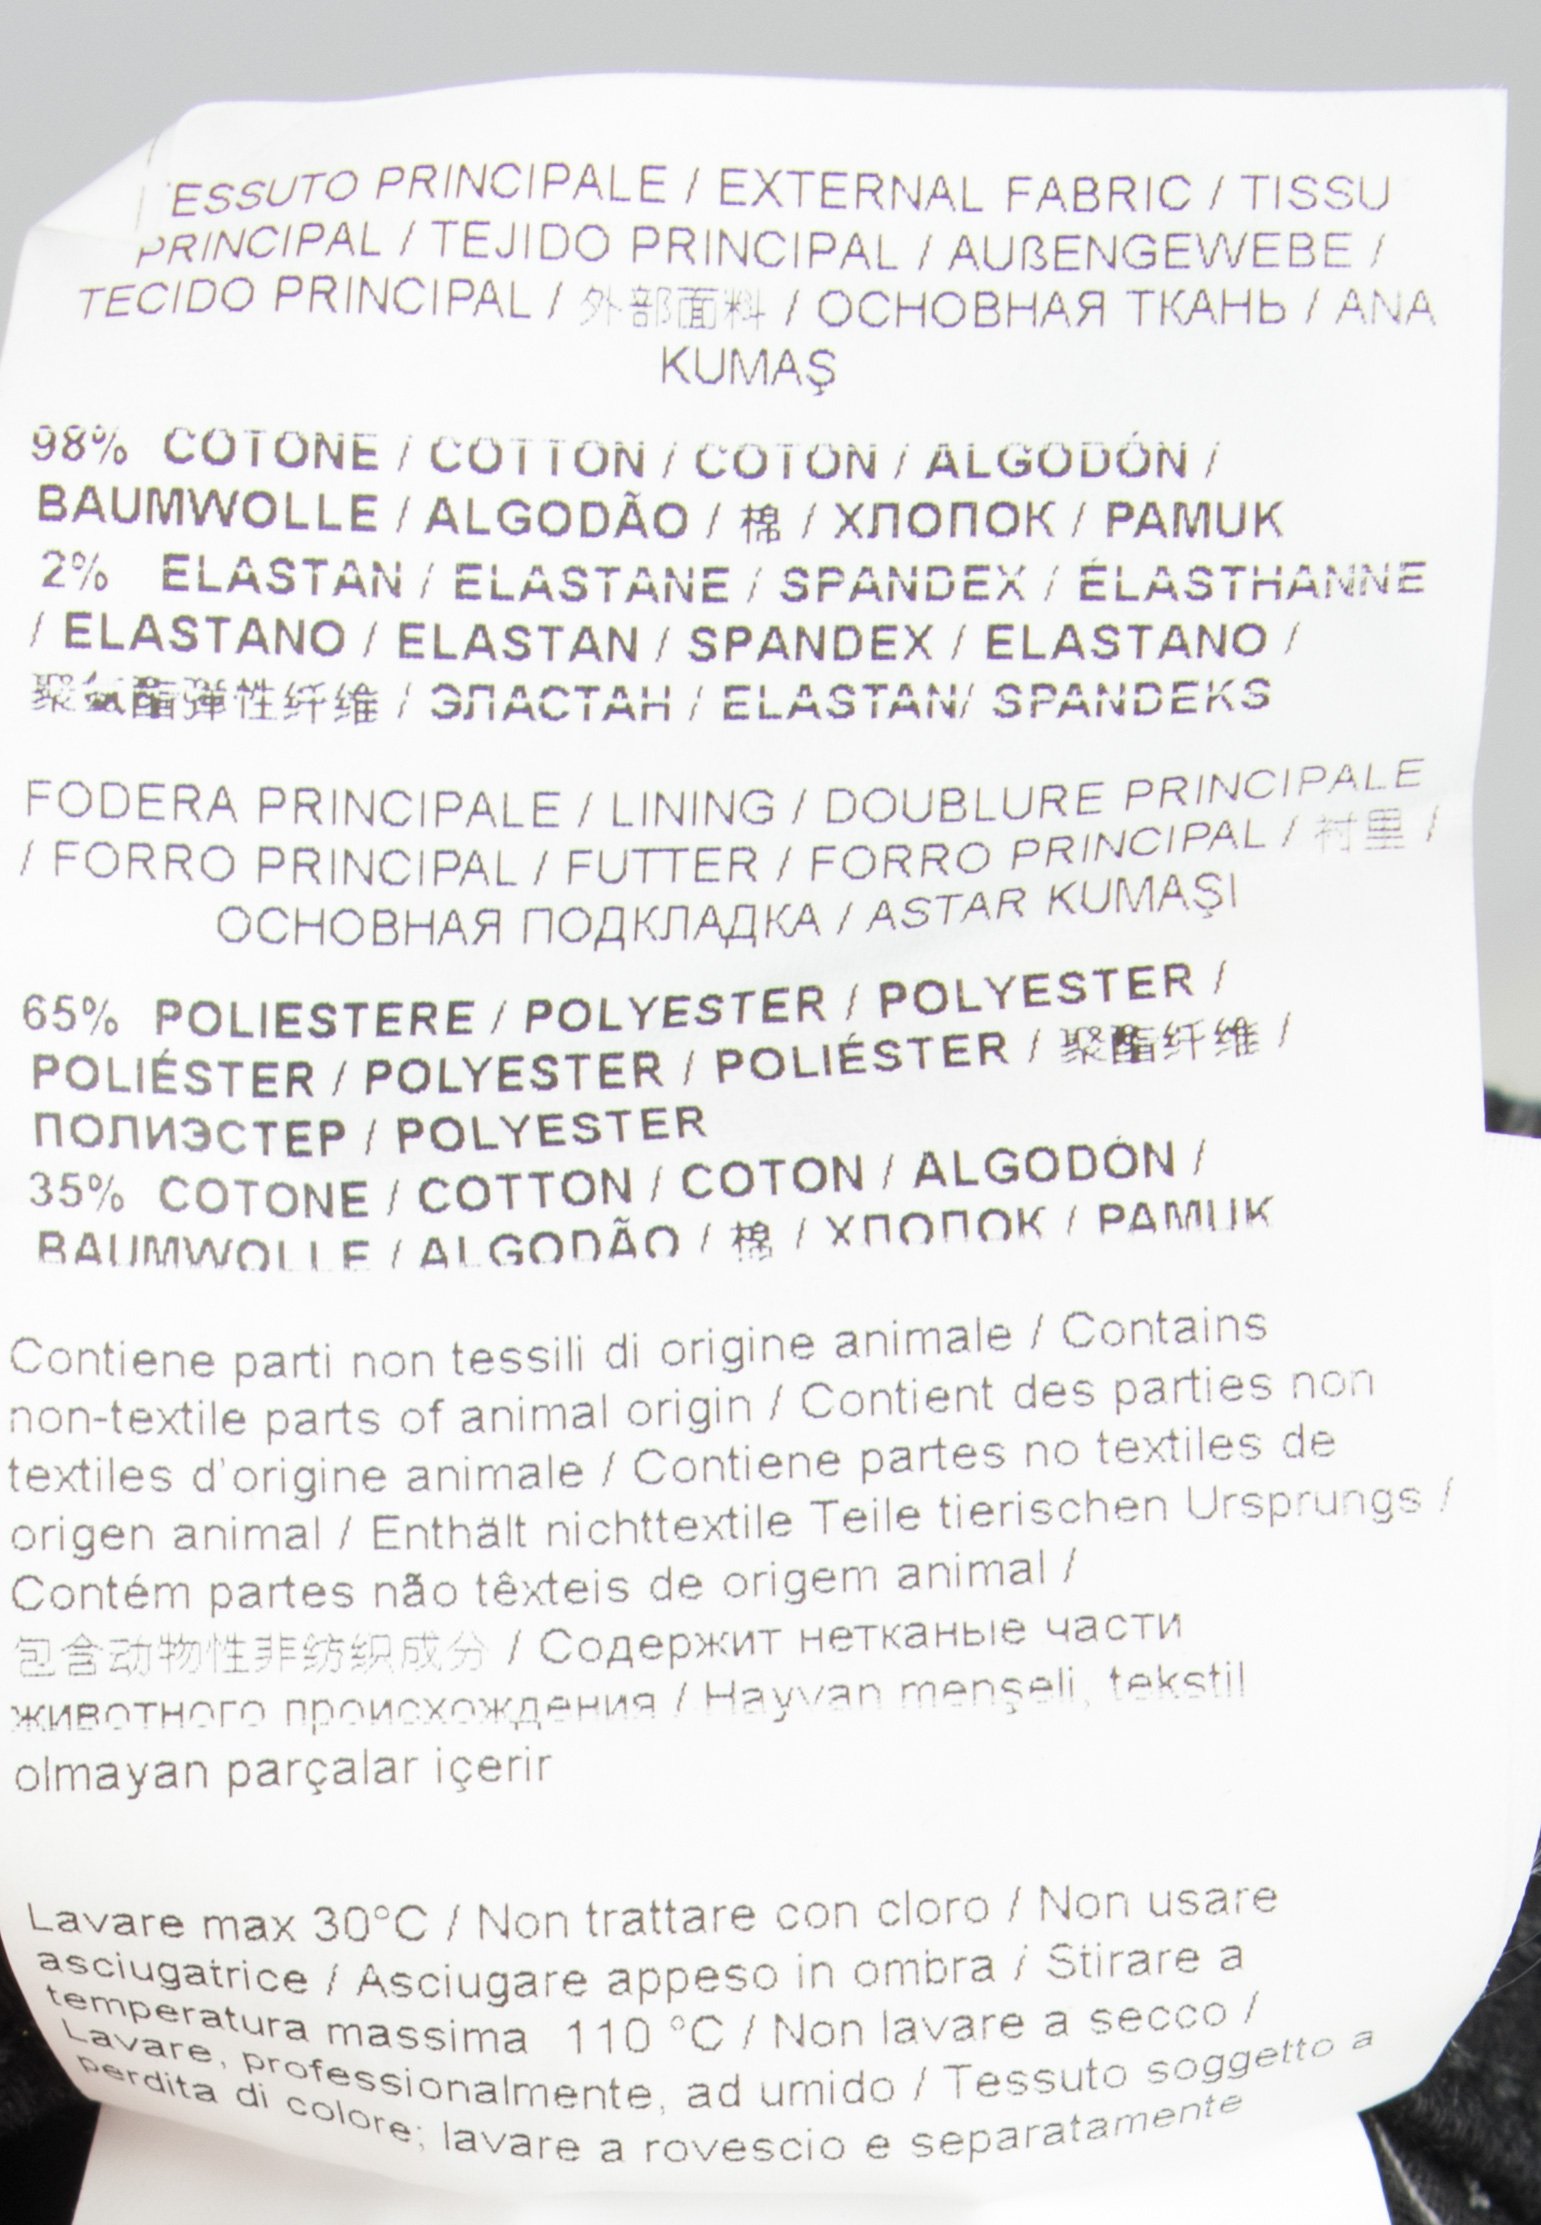 TESSUTO PRINCIPALE / EXTERNAL FABRIC / TISSU
PRINCIPAL / TEJIDO PRINCIPAL / AUßENGEWEBE /
TECIDO PRINCIPAL / 外部面料 / ОСНОВНАЯ ТКАНЬ / ANA
KUMAŞ
98% COTONE / COTTON / COTON / ALGODÓN /
BAUMWOLLE / ALGODÃO / 棉 / ХЛОПОК / PAMUK
2% ELASTAN / ELASTANE / SPANDEX / ÉLASTHANNE
/ ELASTANO / ELASTAN / SPANDEX / ELASTANO /
聚氨酯弹性纤维 / ЭЛАСТАН / ELASTAN/ SPANDEKS
FODERA PRINCIPALE / LINING / DOUBLURE PRINCIPALE
/ FORRO PRINCIPAL / FUTTER / FORRO PRINCIPAL / 衬里 /
ОСНОВНАЯ ПОДКЛАДКА / ASTAR KUMAŞI
65% POLIESTERE / POLYESTER / POLYESTER /
POLIÉSTER / POLYESTER / POLIÉSTER / 聚酯纤维 /
ПОЛИЭСТЕР / POLYESTER
35% COTONE / COTTON / COTON / ALGODÓN /
BAUMWOLLE / ALGODÃO / 棉 / ХЛОПОК / PAMUK
Contiene parti non tessili di origine animale / Contains
non-textile parts of animal origin / Contient des parties non
textiles d'origine animale / Contiene partes no textiles de
origen animal / Enthält nichttextile Teile tierischen Ursprungs /
Contém partes não têxteis de origem animal /
包含动物性非纺织成分 / Содержит нетканые части
животного происхождения / Hayvan menşeli, tekstil
olmayan parçalar içerir
Lavare max 30°C / Non trattare con cloro / Non usare
asciugatrice / Asciugare appeso in ombra / Stirare a
temperatura massima 110 °C / Non lavare a secco /
Lavare, professionalmente, ad umido / Tessuto soggetto a
perdita di colore; lavare a rovescio e separatamente